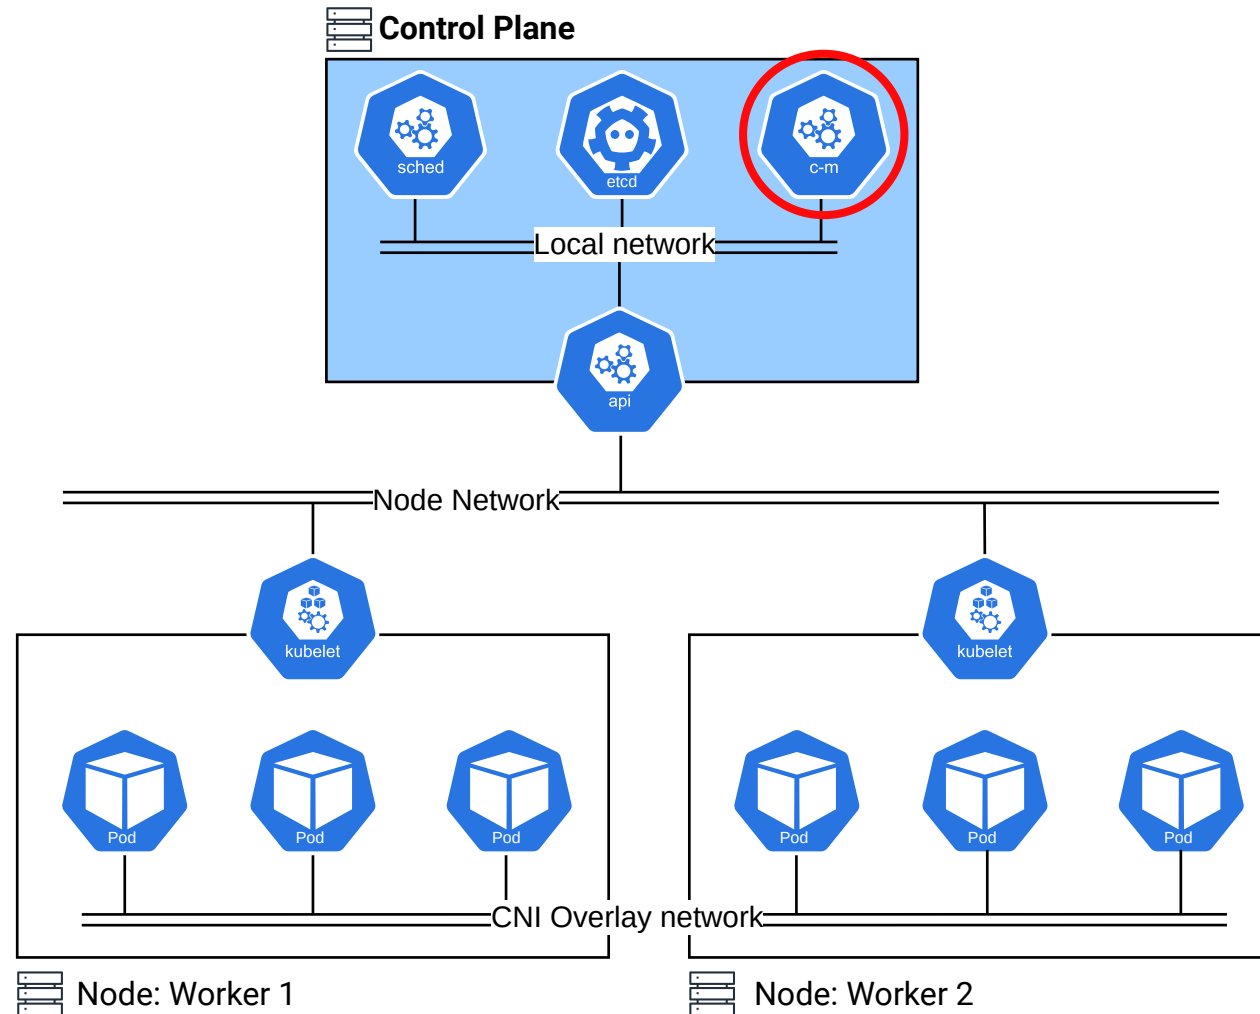 Control Plane
sched
etcd
c-m
Local network
api
Node Network
kubelet
kubelet
Pod
Pod
Pod
Pod
Pod
Pod
CNI Overlay network
Node: Worker 1
Node: Worker 2